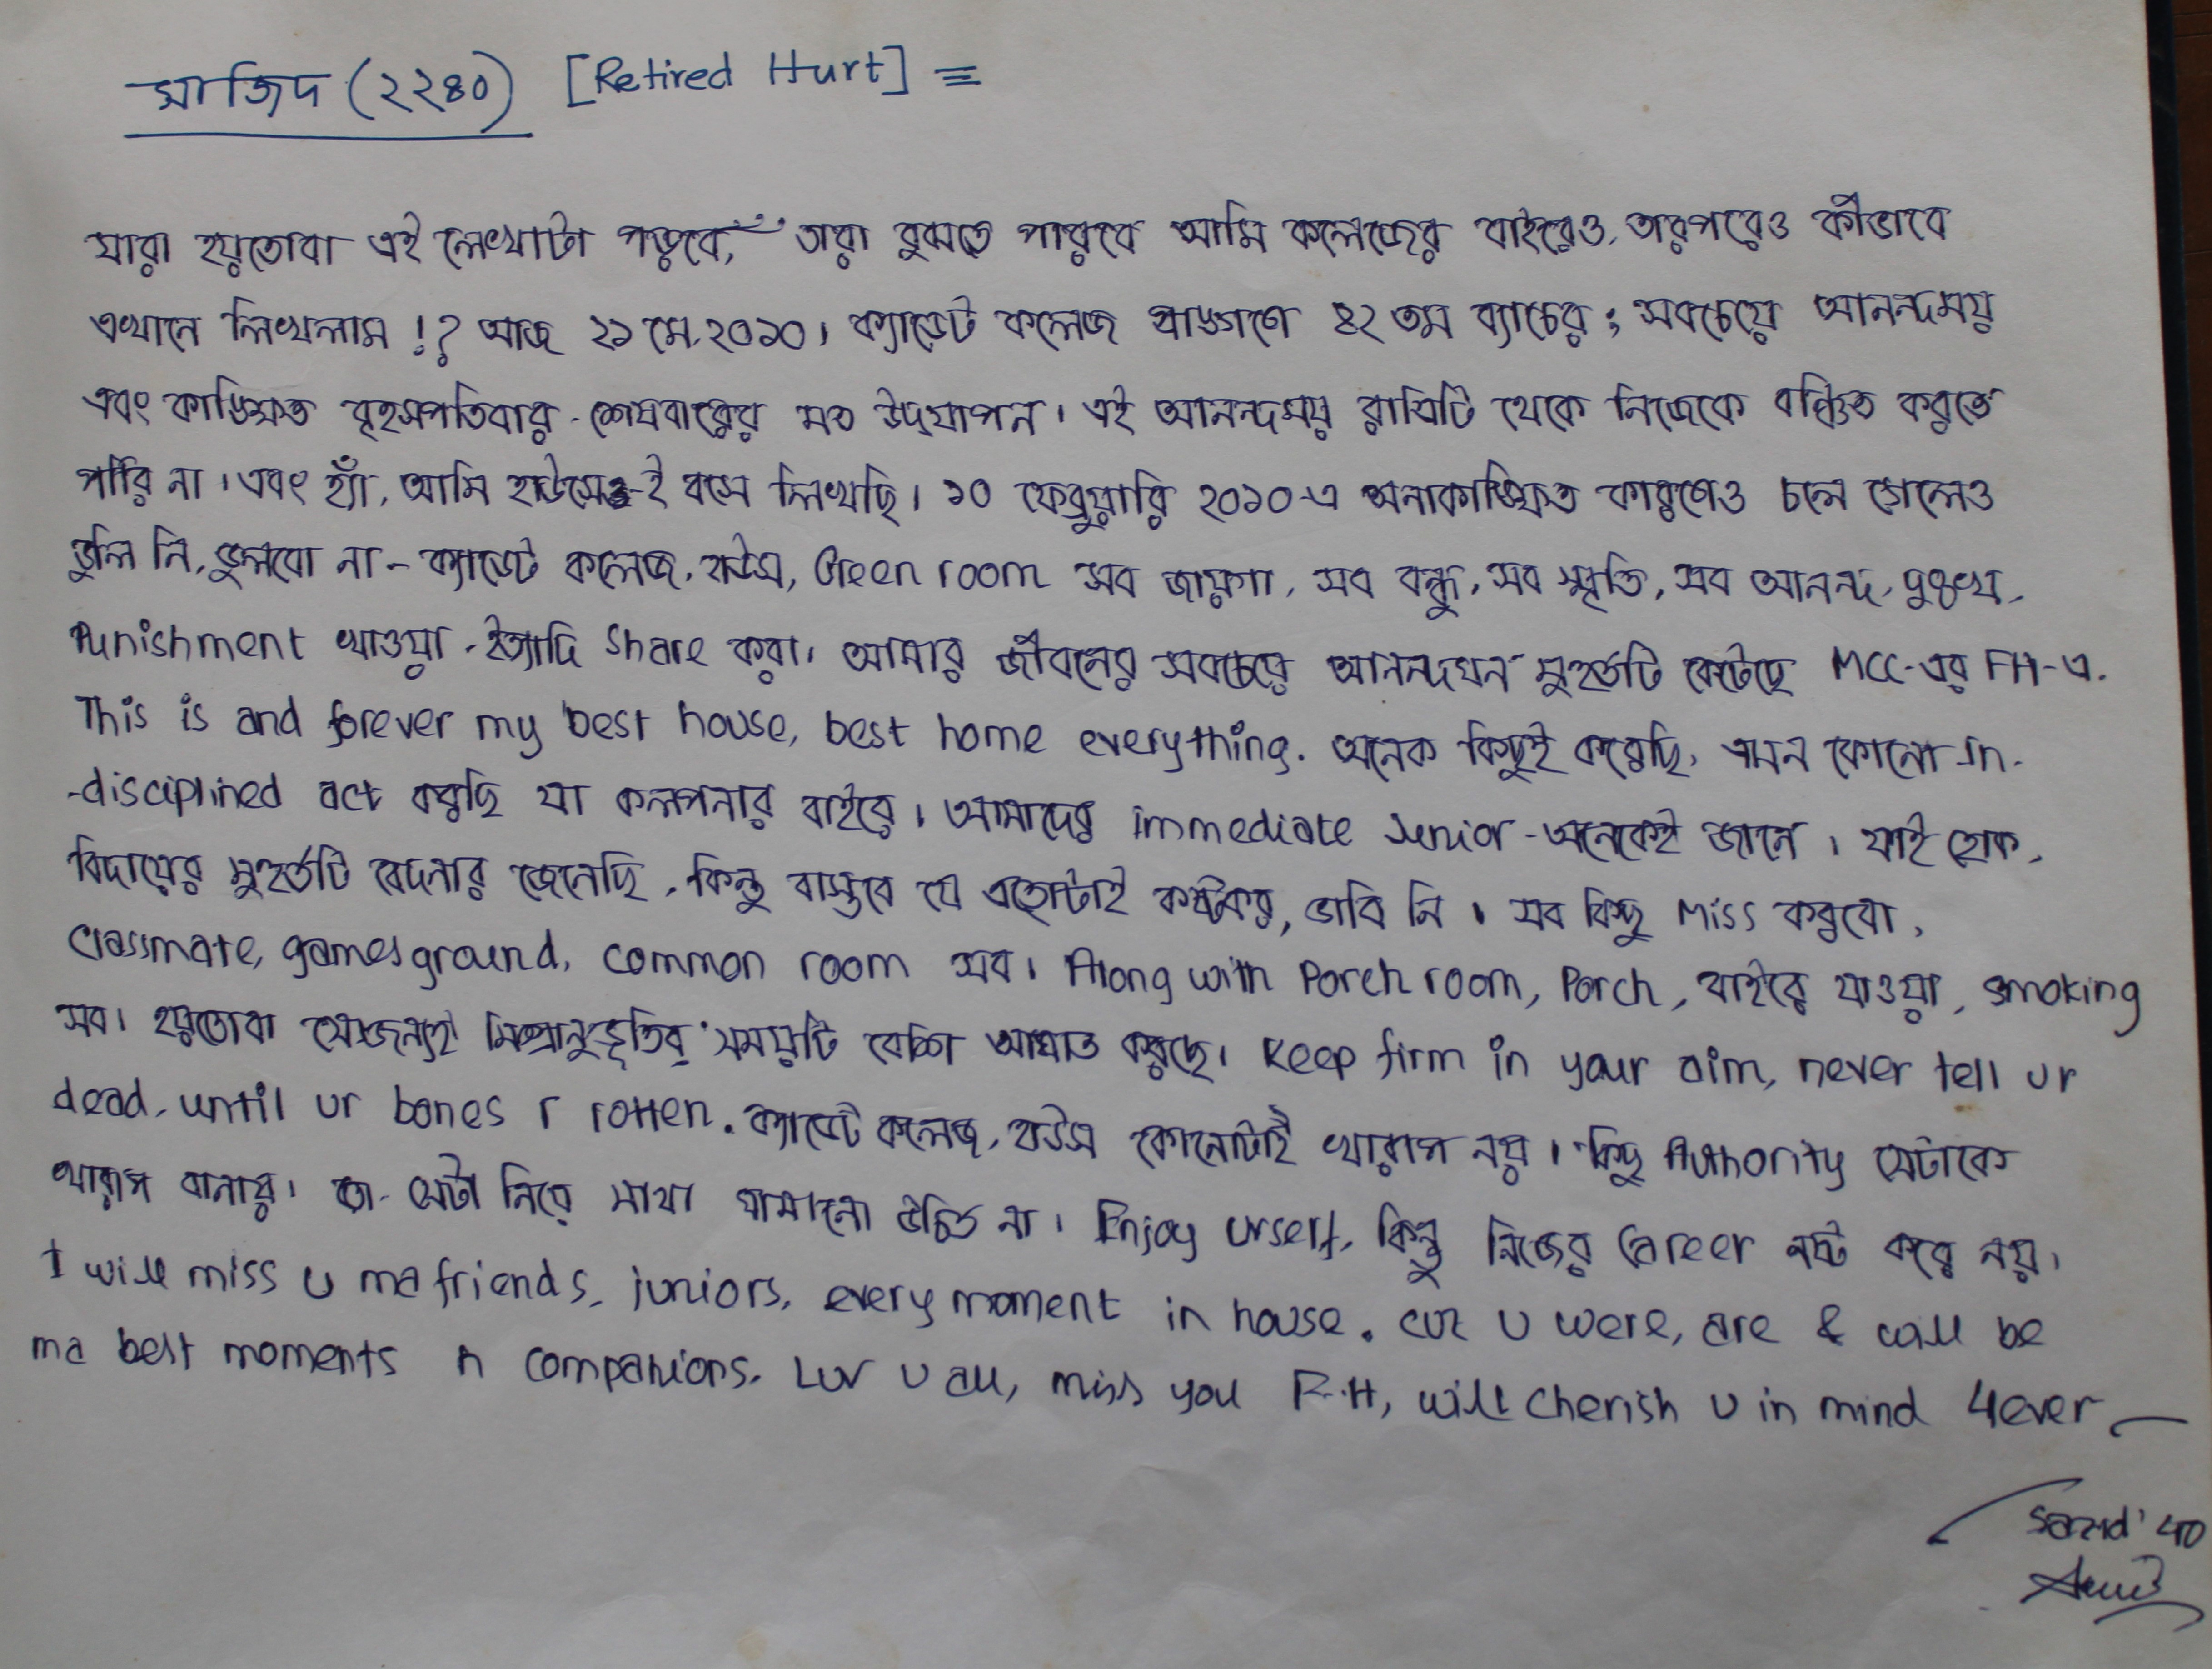 সাজিদ (২২৪০) [Retired Hurt] =
যারা হয়তোবা এই লেখাটা পড়বে, তারা বুঝতে পারবে আমি কলেজের বাইরেও, তারপরেও কীভাবে
এখানে লিখলাম !? আজ ২১ মে, ২০১০। ক্যাডেট কলেজ প্রাঙ্গণে ৪২ তম ব্যাচের ; সবচেয়ে আনন্দময়
এবং কাঙ্ক্ষিত বৃহস্পতিবার - শেষবারের মত উদ্‌যাপন। এই আনন্দময় রাত্রিটি থেকে নিজেকে বঞ্চিত করতে
পারি না। এবং হ্যাঁ, আমি হাউসে-ই বসে লিখছি। ১০ ফেব্রুয়ারি ২০১০-এ অনাকাঙ্ক্ষিত কারণেও চলে গেলেও
ভুলি নি, ভুলবো না - ক্যাডেট কলেজ, হাউস, Green room সব জায়গা, সব বন্ধু, সব স্মৃতি, সব আনন্দ, দুঃখ,
Punishment খাওয়া, ইত্যাদি share করা। আমার জীবনের সবচেয়ে আনন্দঘন মুহূর্তটি কেটেছে MCC-এর FH-এ.
This is and forever my best house, best home everything. অনেক কিছুই করেছি, এমন কোনো In-
-disciplined act করছি যা কল্পনার বাইরে। আমাদের immediate senior - অনেকেই জানে। যাই হোক,
বিদায়ের মুহূর্তটি বেদনার জেনেছি, কিন্তু বাস্তবে যে এতোটাই কষ্টকর, ভাবি নি। সব কিছু miss করবো,
classmate, games ground, common room সব। Along with Porch room, Porch, বাইরে যাওয়া, smoking
সব। হয়তোবা সেজন্যই মিশ্রানুভূতির সময়টি বেশি আঘাত করছে। Keep firm in your aim, never tell ur
dead, until ur bones r rotten. ক্যাডেট কলেজ, হাউস কোনোটাই খারাপ নয়। কিছু Authority সেটাকে
খারাপ বানায়। সেটা নিয়ে মাথা ঘামানো উচিত না। Enjoy urself, কিন্তু নিজের Career নষ্ট করে নয়।
I will miss U ma friends, juniors, every moment in house. cuz U were, are & will be
ma best moments n companions. Luv U all, miss you F.H, will cherish U in mind 4ever
Sazid '40